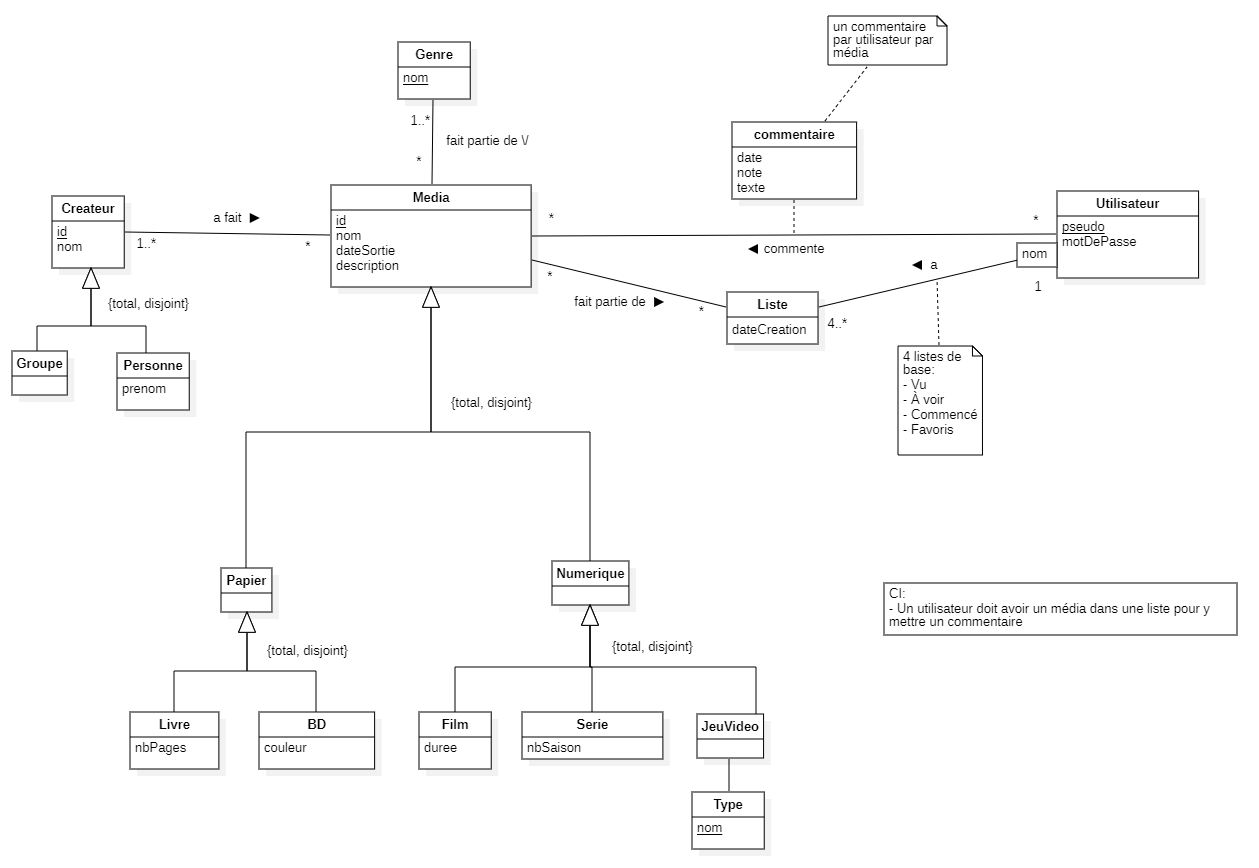 un commentaire
par utilisateur par
média
Genre
nom
1..*
fait partie de \/
*
commentaire
date
note
texte
Createur
id
nom
a fait ►
1..*
*
Media
id
nom
dateSortie
description
*
*
◄ commente
Utilisateur
pseudo
motDePasse
nom
◄ a
1
*
fait partie de ►
*
Liste
dateCreation
4..*
{total, disjoint}
Groupe
Personne
prenom
4 listes de
base:
- Vu
- À voir
- Commencé
- Favoris
{total, disjoint}
Papier
Numerique
CI:
- Un utilisateur doit avoir un média dans une liste pour y
mettre un commentaire
{total, disjoint}
{total, disjoint}
Livre
nbPages
BD
couleur
Film
duree
Serie
nbSaison
JeuVideo
Type
nom